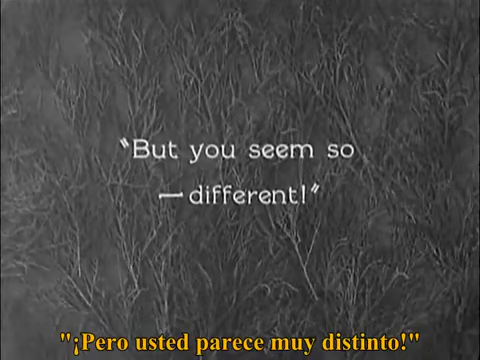 "But you seem so
—different!"
"¡Pero usted parece muy distinto!"